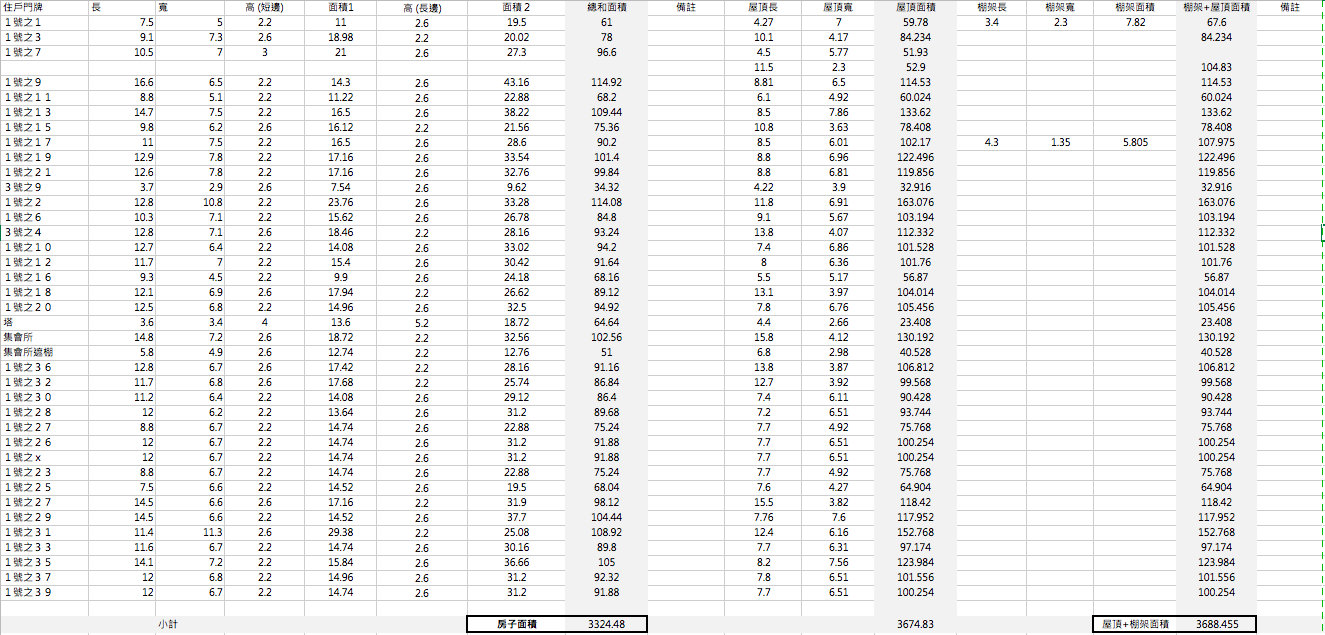 住戶門牌 長 寬 高 (短邊) 面積1 高 (長邊) 面積 2 總和面積 備註 屋頂長 屋頂寬 屋頂面積 棚架長 棚架寬 棚架面積 棚架+屋頂面積 備註
1號之1 7.5 5 2.2 11 2.6 19.5 61 4.27 7 59.78 3.4 2.3 7.82 67.6
1號之3 9.1 7.3 2.6 18.98 2.2 20.02 78 10.1 4.17 84.234 84.234
1號之7 10.5 7 3 21 2.6 27.3 96.6 4.5 5.77 51.93
11.5 2.3 52.9 104.83
1號之9 16.6 6.5 2.2 14.3 2.6 43.16 114.92 8.81 6.5 114.53 114.53
1號之11 8.8 5.1 2.2 11.22 2.6 22.88 68.2 6.1 4.92 60.024 60.024
1號之13 14.7 7.5 2.2 16.5 2.6 38.22 109.44 8.5 7.86 133.62 133.62
1號之15 9.8 6.2 2.6 16.12 2.2 21.56 75.36 10.8 3.63 78.408 78.408
1號之17 11 7.5 2.2 16.5 2.6 28.6 90.2 8.5 6.01 102.17 4.3 1.35 5.805 107.975
1號之19 12.9 7.8 2.2 17.16 2.6 33.54 101.4 8.8 6.96 122.496 122.496
1號之21 12.6 7.8 2.2 17.16 2.6 32.76 99.84 8.8 6.81 119.856 119.856
3號之9 3.7 2.9 2.6 7.54 2.6 9.62 34.32 4.22 3.9 32.916 32.916
1號之2 12.8 10.8 2.2 23.76 2.6 33.28 114.08 11.8 6.91 163.076 163.076
1號之6 10.3 7.1 2.2 15.62 2.6 26.78 84.8 9.1 5.67 103.194 103.194
3號之4 12.8 7.1 2.6 18.46 2.2 28.16 93.24 13.8 4.07 112.332 112.332
1號之10 12.7 6.4 2.2 14.08 2.6 33.02 94.2 7.4 6.86 101.528 101.528
1號之12 11.7 7 2.2 15.4 2.6 30.42 91.64 8 6.36 101.76 101.76
1號之16 9.3 4.5 2.2 9.9 2.6 24.18 68.16 5.5 5.17 56.87 56.87
1號之18 12.1 6.9 2.6 17.94 2.2 26.62 89.12 13.1 3.97 104.014 104.014
1號之20 12.5 6.8 2.2 14.96 2.6 32.5 94.92 7.8 6.76 105.456 105.456
塔 3.6 3.4 4 13.6 5.2 18.72 64.64 4.4 2.66 23.408 23.408
集會所 14.8 7.2 2.6 18.72 2.2 32.56 102.56 15.8 4.12 130.192 130.192
集會所遮棚 5.8 4.9 2.6 12.74 2.2 12.76 51 6.8 2.98 40.528 40.528
1號之36 12.8 6.7 2.6 17.42 2.2 28.16 91.16 13.8 3.87 106.812 106.812
1號之32 11.7 6.8 2.6 17.68 2.2 25.74 86.84 12.7 3.92 99.568 99.568
1號之30 11.2 6.4 2.2 14.08 2.6 29.12 86.4 7.4 6.11 90.428 90.428
1號之28 12 6.2 2.2 13.64 2.6 31.2 89.68 7.2 6.51 93.744 93.744
1號之27 8.8 6.7 2.2 14.74 2.6 22.88 75.24 7.7 4.92 75.768 75.768
1號之26 12 6.7 2.2 14.74 2.6 31.2 91.88 7.7 6.51 100.254 100.254
1號之x 12 6.7 2.2 14.74 2.6 31.2 91.88 7.7 6.51 100.254 100.254
1號之23 8.8 6.7 2.2 14.74 2.6 22.88 75.24 7.7 4.92 75.768 75.768
1號之25 7.5 6.6 2.2 14.52 2.6 19.5 68.04 7.6 4.27 64.904 64.904
1號之27 14.5 6.6 2.6 17.16 2.2 31.9 98.12 15.5 3.82 118.42 118.42
1號之29 14.5 6.6 2.2 14.52 2.6 37.7 104.44 7.76 7.6 117.952 117.952
1號之31 11.4 11.3 2.6 29.38 2.2 25.08 108.92 12.4 6.16 152.768 152.768
1號之33 11.6 6.7 2.2 14.74 2.6 30.16 89.8 7.7 6.31 97.174 97.174
1號之35 14.1 7.2 2.2 15.84 2.6 36.66 105 8.2 7.56 123.984 123.984
1號之37 12 6.8 2.2 14.96 2.6 31.2 92.32 7.8 6.51 101.556 101.556
1號之39 12 6.7 2.2 14.74 2.6 31.2 91.88 7.7 6.51 100.254 100.254
小計 房子面積 3324.48 3674.83 屋頂+棚架面積 3688.455